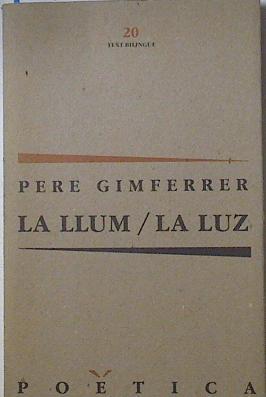 20
TEXT BILINGÜE
PERE GIMFERRER
LA LLUM / LA LUZ
POÈTICA